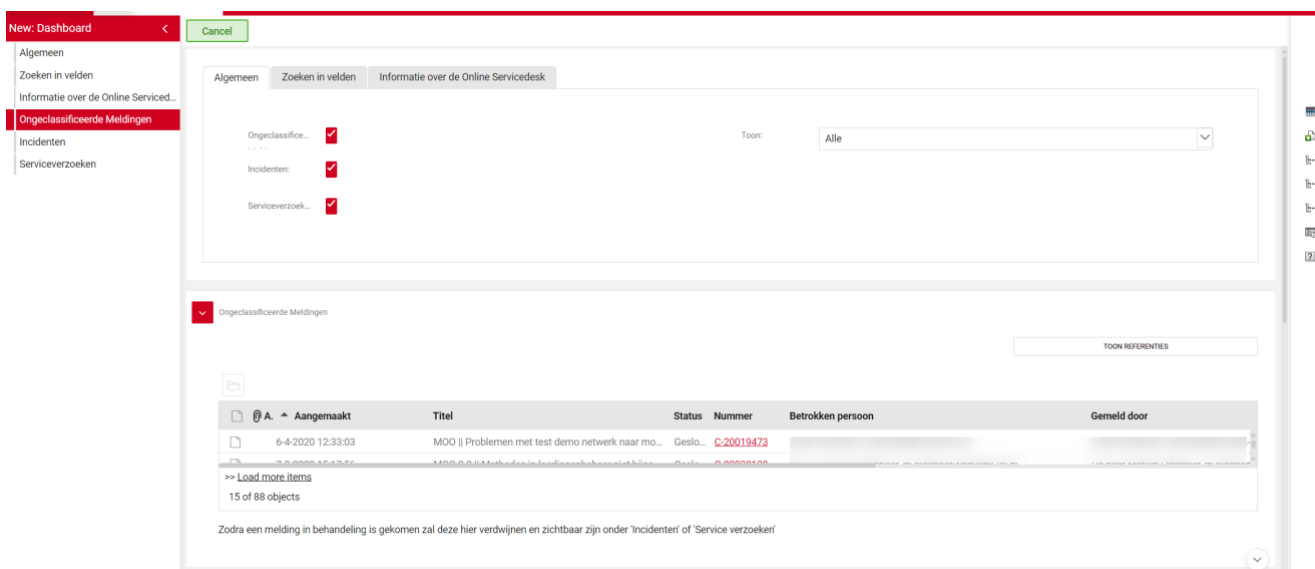 New: Dashboard
Cancel
Algemeen
Zoeken in velden
Informatie over de Online Serviced...
Ongeclassificeerde Meldingen
Incidenten
Serviceverzoeken
Algemeen Zoeken in velden Informatie over de Online Servicedesk
Ongeclassifice... Toon: Alle
Incidenten:
Serviceverzoek...
Ongeclassificeerde Meldingen
TOON REFERENTIES
A. Aangemaakt Titel Status Nummer Betrokken persoon Gemeld door
6-4-2020 12:33:03 MOO || Problemen met test demo netwerk naar mo... Geslo... C-20019473
>> Load more items
15 of 88 objects
Zodra een melding in behandeling is gekomen zal deze hier verdwijnen en zichtbaar zijn onder 'Incidenten' of 'Service verzoeken'